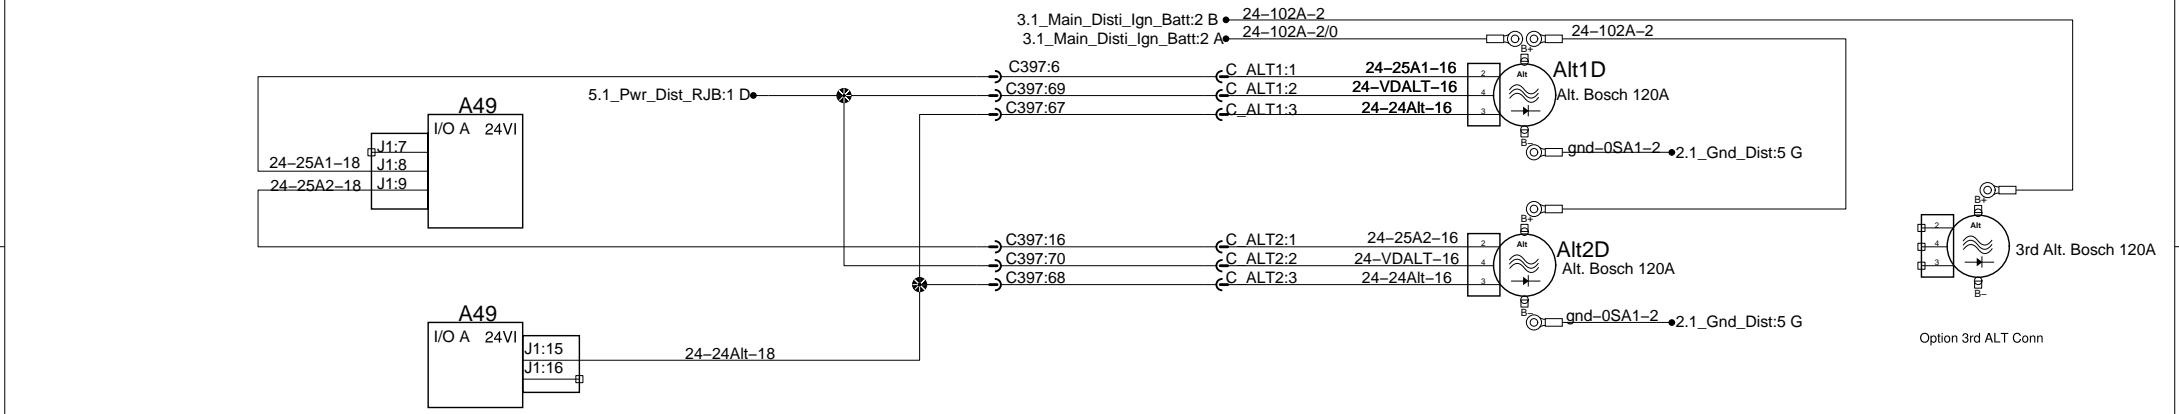 3.1_Main_Disti_Ign_Batt:2 B 24–102A–2
3.1_Main_Disti_Ign_Batt:2 A 24–102A–2/0 24–102A–2
B+
C397:6 C_ALT1:1 24–25A1–16 2 Alt Alt1D
5.1_Pwr_Dist_RJB:1 D C397:69 C_ALT1:2 24–VDALT–16 4 Alt. Bosch 120A
C397:67 C_ALT1:3 24–24Alt–16 3
A49
I/O A 24VI
J1:7
24–25A1–18 J1:8
24–25A2–18 J1:9
B–
gnd–0SA1–2 2.1_Gnd_Dist:5 G
B+
C397:16 C_ALT2:1 24–25A2–16 2 Alt Alt2D
C397:70 C_ALT2:2 24–VDALT–16 4 Alt. Bosch 120A
C397:68 C_ALT2:3 24–24Alt–16 3
B–
gnd–0SA1–2 2.1_Gnd_Dist:5 G
B+
2 Alt
4 3rd Alt. Bosch 120A
3
B–
Option 3rd ALT Conn
A49
I/O A 24VI
J1:15 24–24Alt–18
J1:16